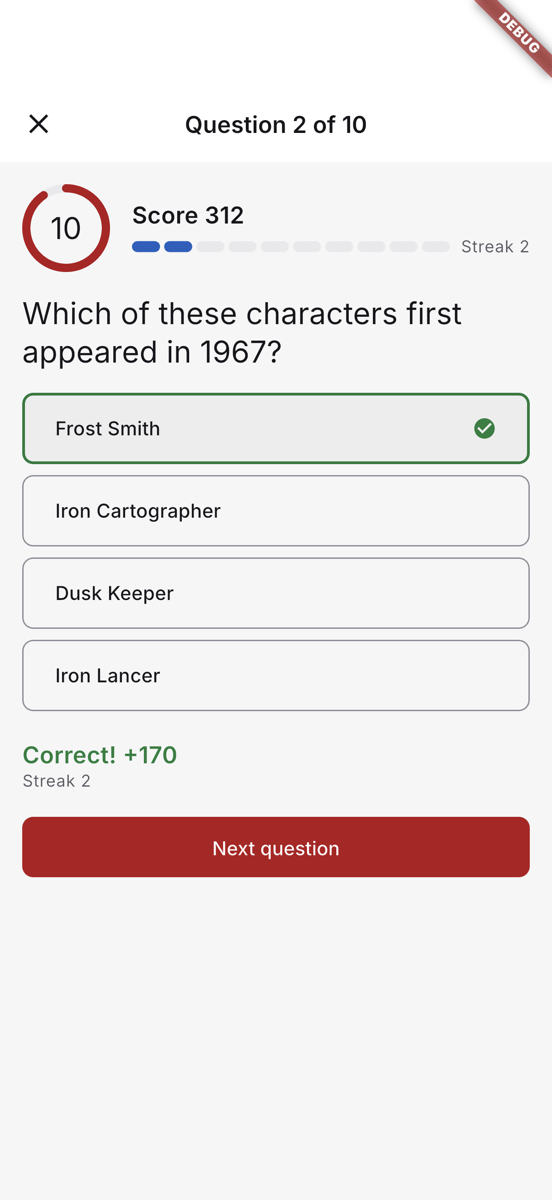 DEBUG
Question 2 of 10
10
Score 312
Streak 2
Which of these characters first
appeared in 1967?
Frost Smith
Iron Cartographer
Dusk Keeper
Iron Lancer
Correct! +170
Streak 2
Next question